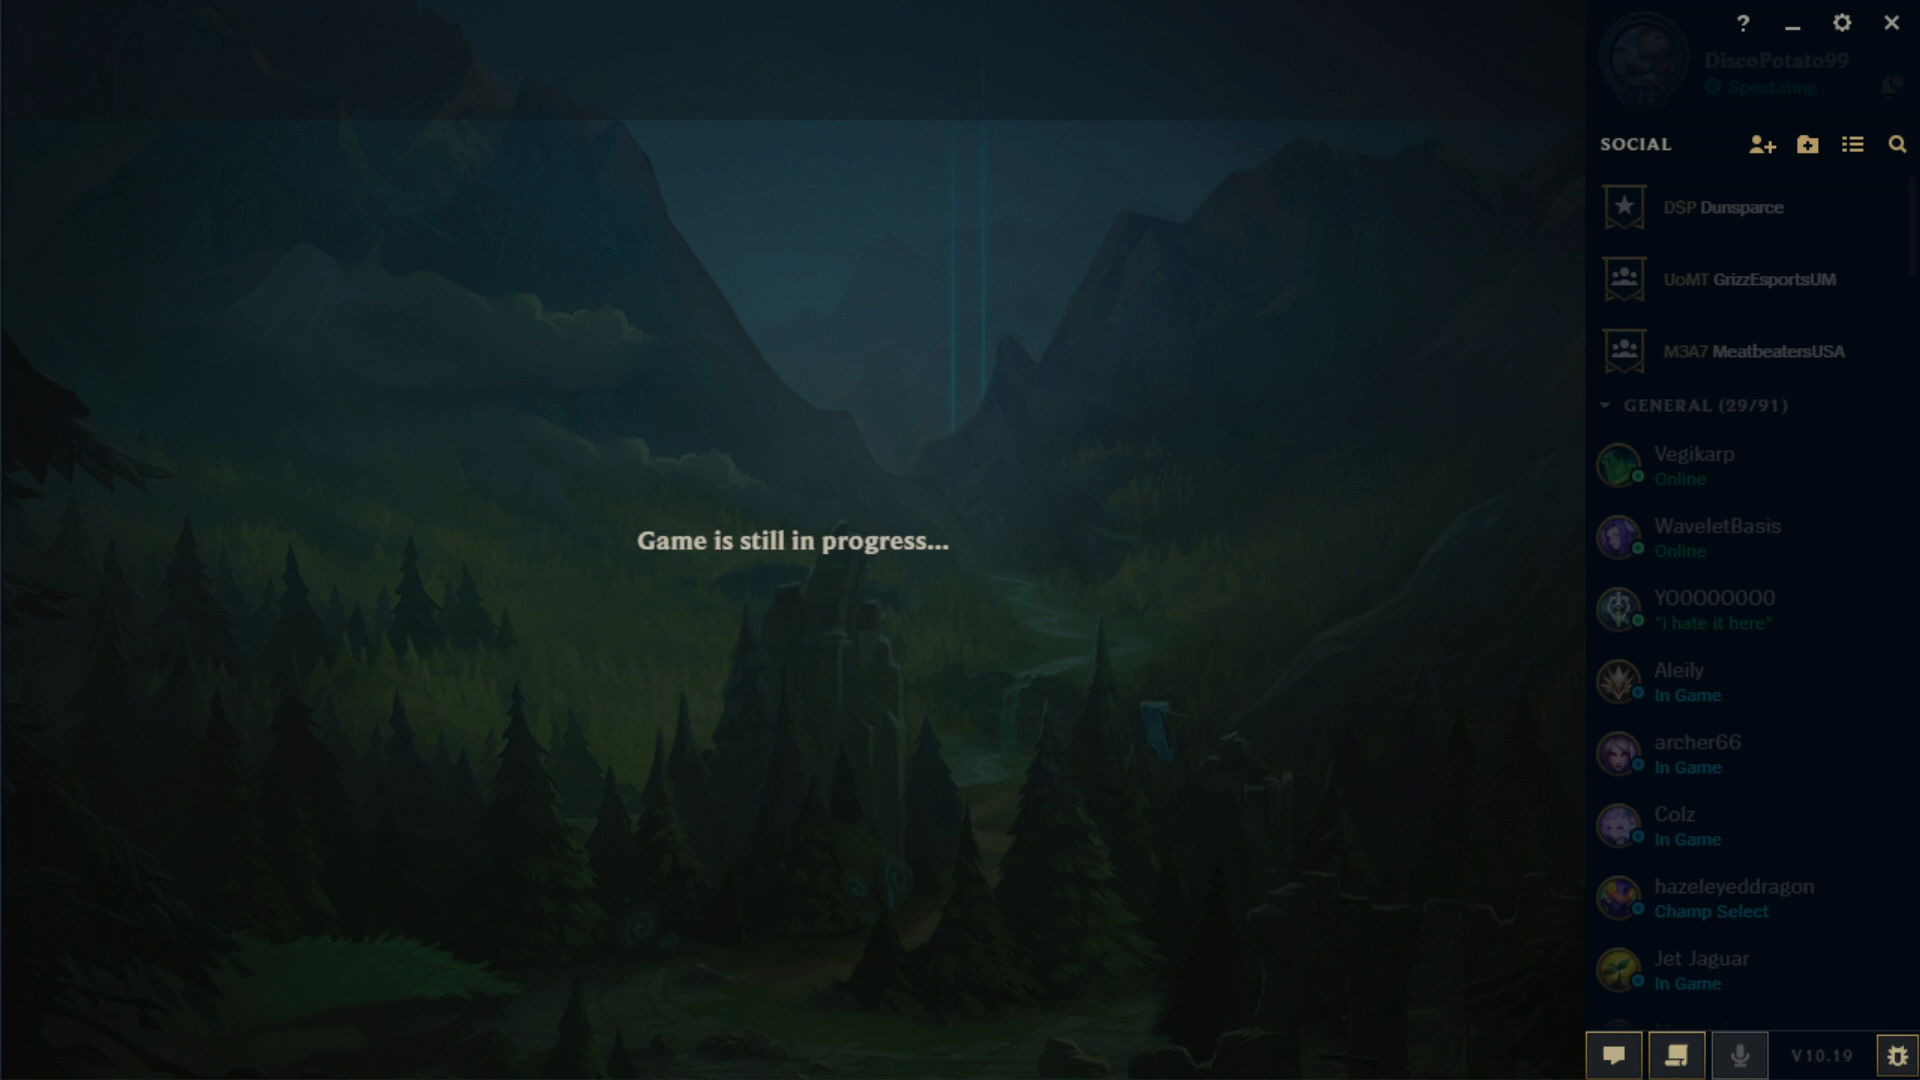 ?
DiscoPotato99
Spectating
72
SOCIAL
D$P Dunsparce
UoMT GrizzEsportsUM
M3A7 MeatbeatersUSA
GENERAL (29/91)
Vegikarp
Online
WaveletBasis
Online
YOOOOOOOO
"i hate it here"
Aleily
In Game
archer66
In Game
Colz
In Game
hazeleyeddragon
Champ Select
Jet Jaguar
In Game
V10.19
Game is still in progress...